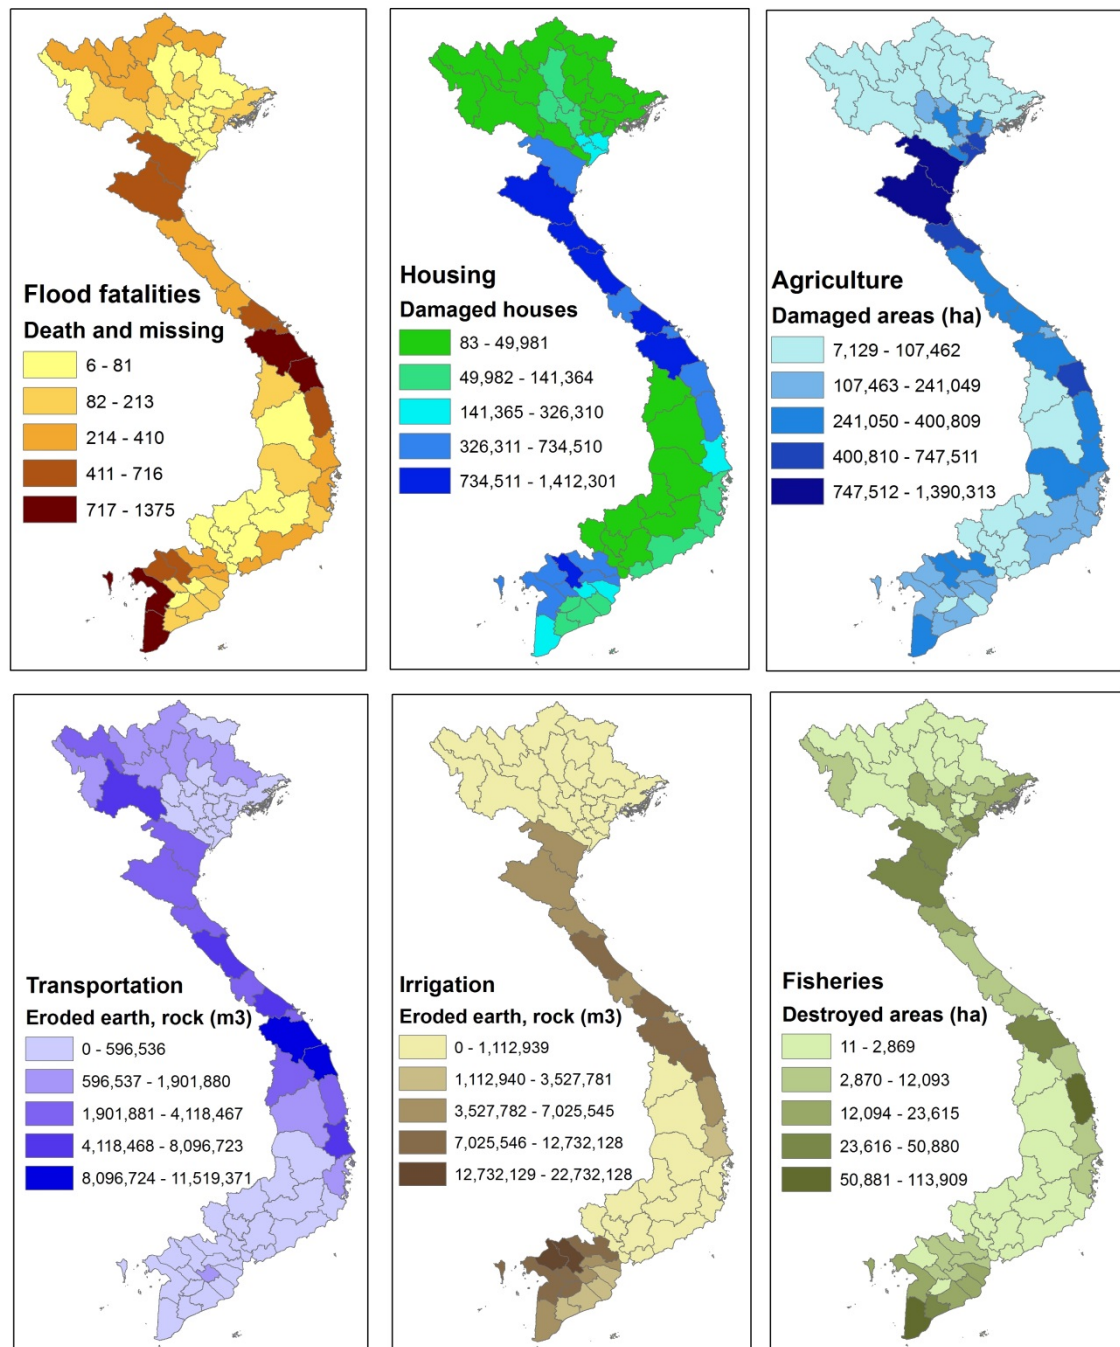 Flood fatalities
Death and missing
6 - 81
82 - 213
214 - 410
411 - 716
717 - 1375
Housing
Damaged houses
83 - 49,981
49,982 - 141,364
141,365 - 326,310
326,311 - 734,510
734,511 - 1,412,301
Agriculture
Damaged areas (ha)
7,129 - 107,462
107,463 - 241,049
241,050 - 400,809
400,810 - 747,511
747,512 - 1,390,313
Transportation
Eroded earth, rock (m3)
0 - 596,536
596,537 - 1,901,880
1,901,881 - 4,118,467
4,118,468 - 8,096,723
8,096,724 - 11,519,371
Irrigation
Eroded earth, rock (m3)
0 - 1,112,939
1,112,940 - 3,527,781
3,527,782 - 7,025,545
7,025,546 - 12,732,128
12,732,129 - 22,732,128
Fisheries
Destroyed areas (ha)
11 - 2,869
2,870 - 12,093
12,094 - 23,615
23,616 - 50,880
50,881 - 113,909